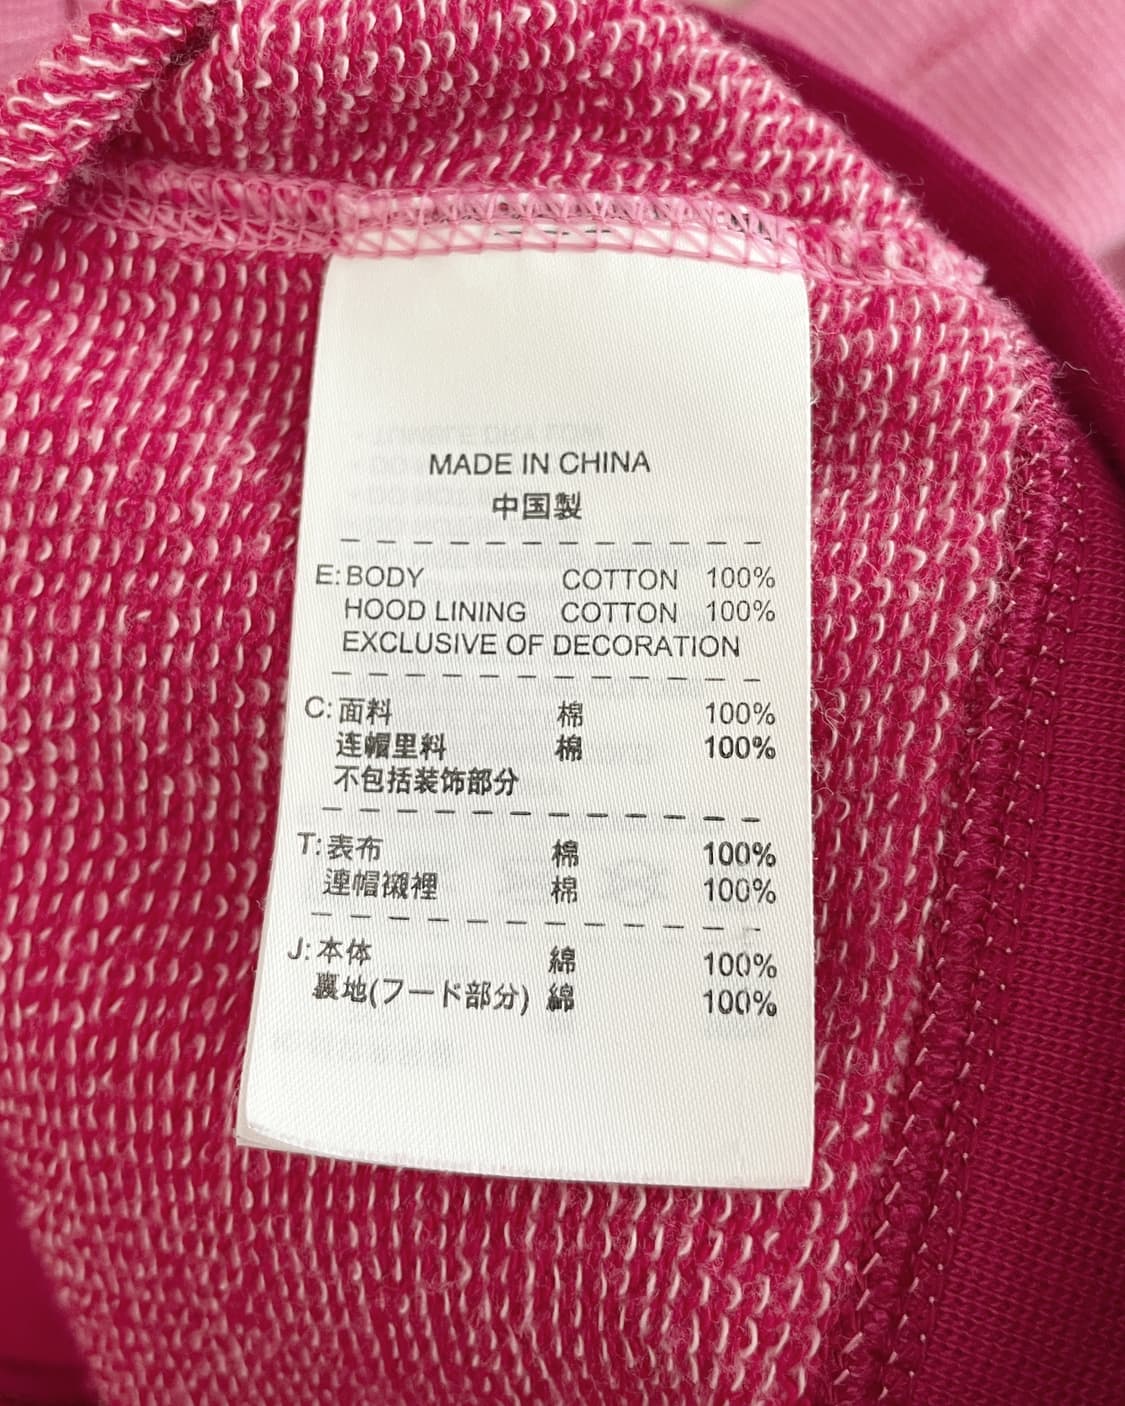 MADE IN CHINA
中国製
E: BODY COTTON 100%
HOOD LINING COTTON 100%
EXCLUSIVE OF DECORATION
C: 面料 棉 100%
连帽里料 棉 100%
不包括装饰部分
T: 表布 棉 100%
連帽襯裡 棉 100%
J: 本体 綿 100%
裏地(フード部分) 綿 100%